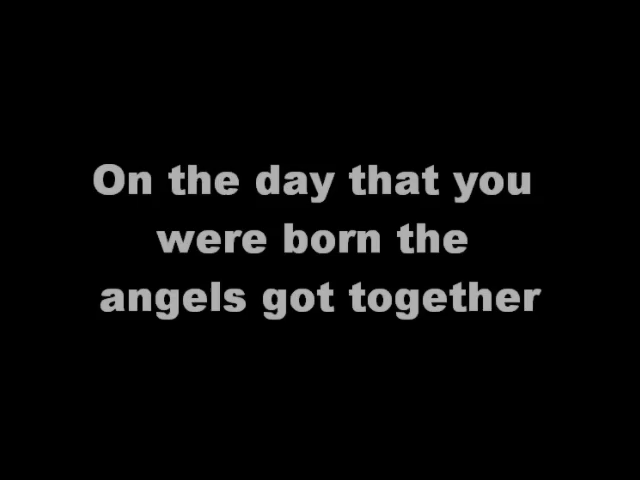 On the day that you
were born the
angels got together